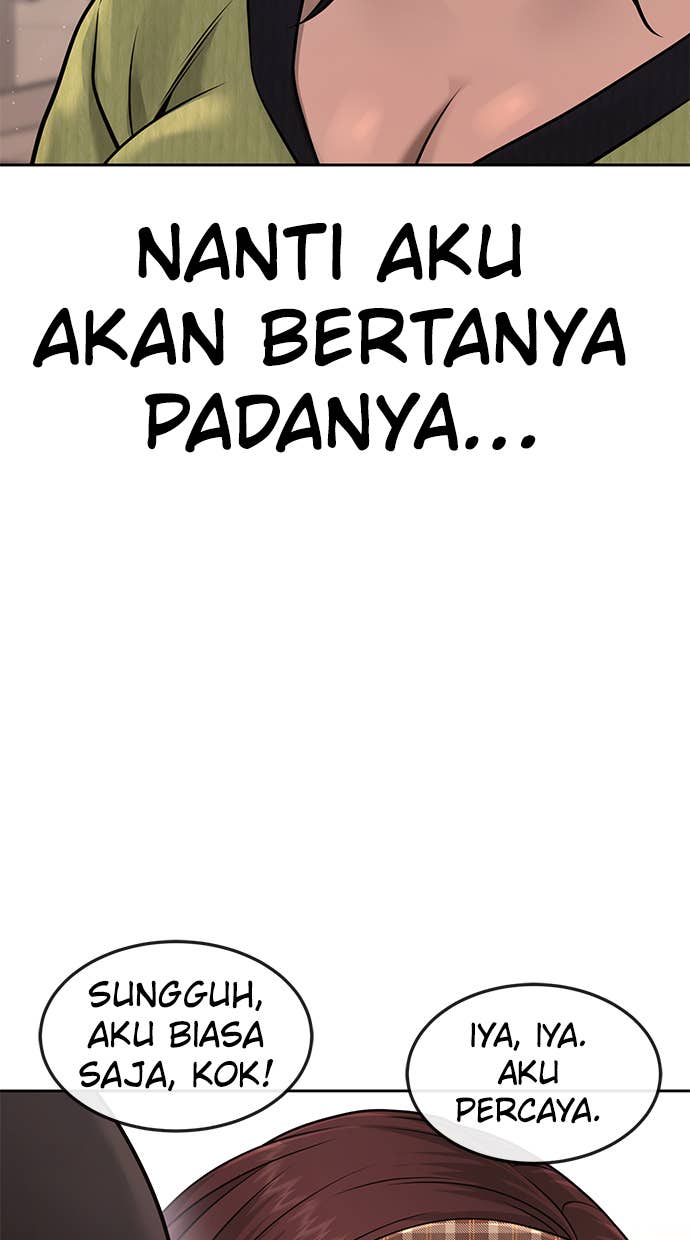 NANTI AKU
AKAN BERTANYA
PADANYA...
SUNGGUH,
AKU BIASA
SAJA, KOK!
IYA, IYA.
AKU
PERCAYA.